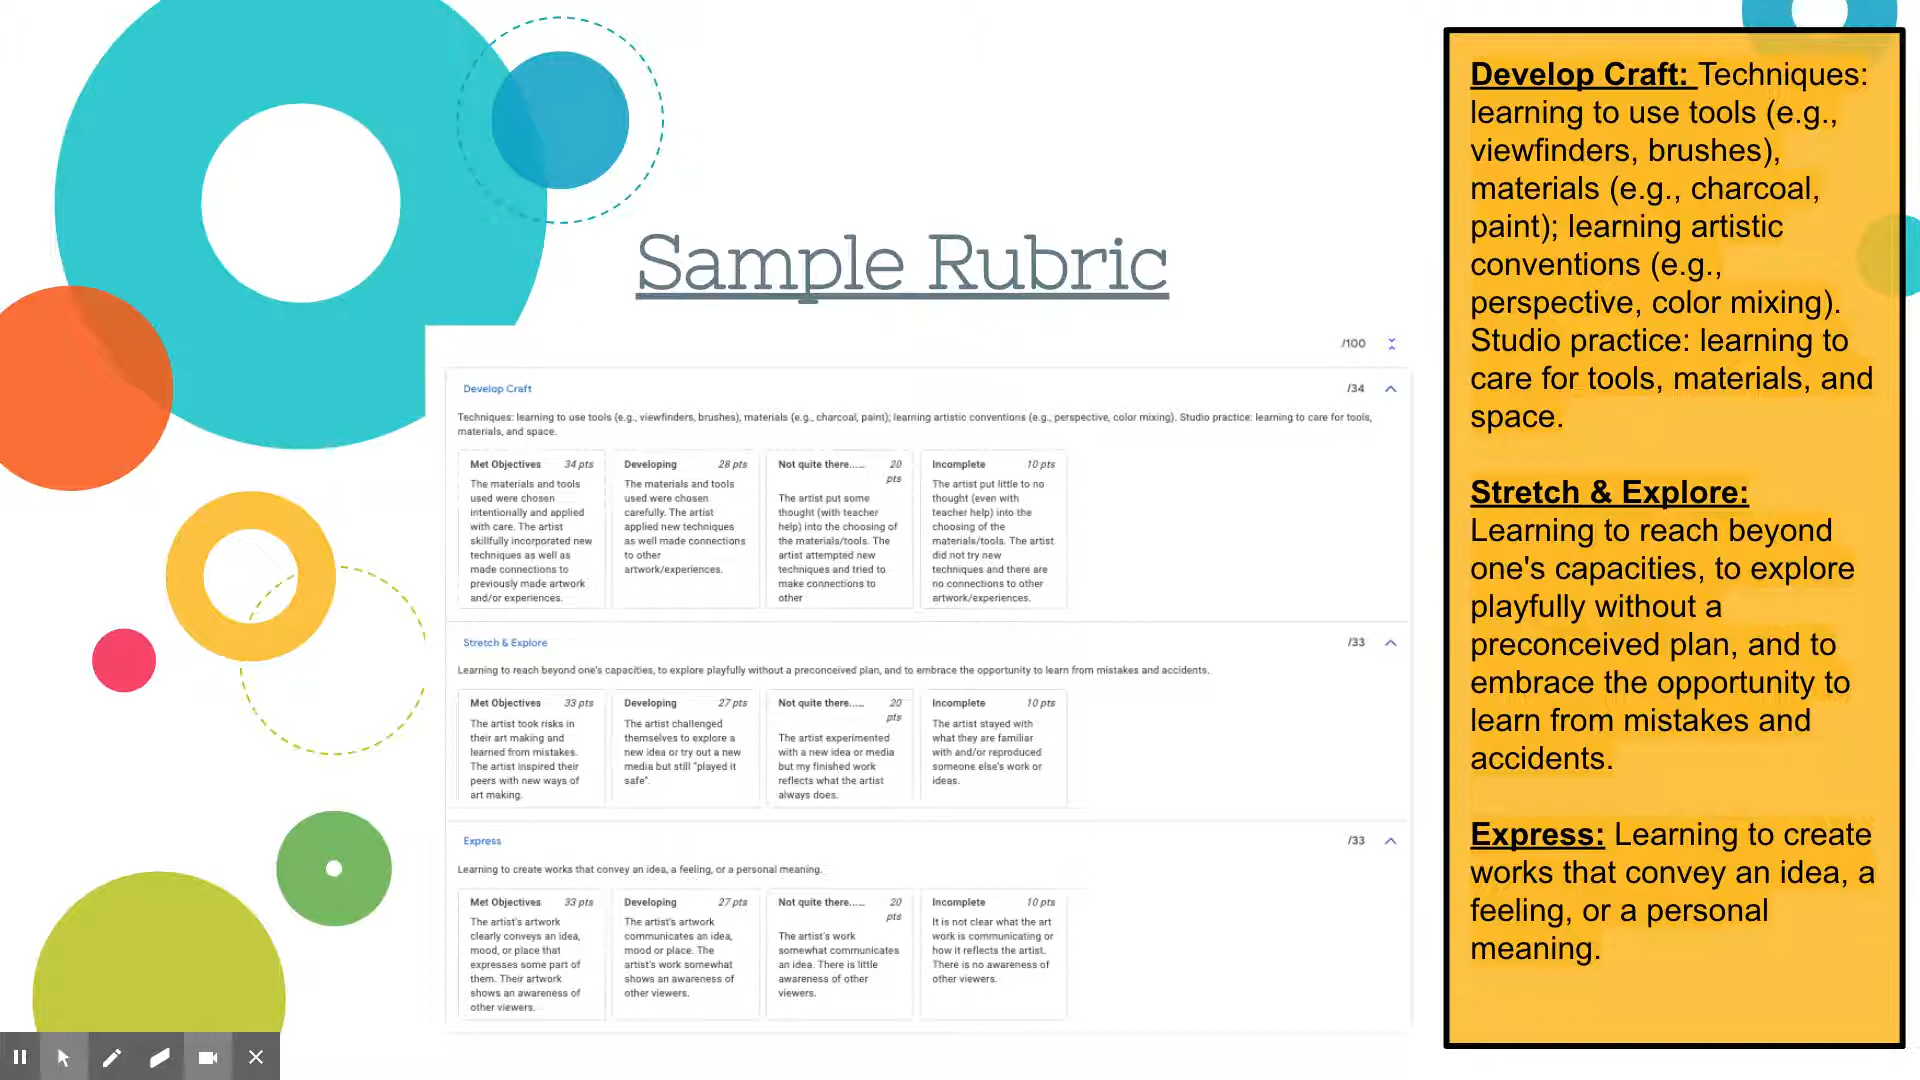 Sample Rubric
/100
Develop Craft
/34
Techniques: learning to use tools (e.g., viewfinders, brushes), materials (e.g., charcoal, paint); learning artistic conventions (e.g., perspective, color mixing). Studio practice: learning to care for tools,
materials, and space.
Met Objectives 34 pts
The materials and tools
used were chosen
intentionally and applied
with care. The artist
skillfully incorporated new
techniques as well as
made connections to
previously made artwork
and/or experiences.
Developing 28 pts
The materials and tools
used were chosen
carefully. The artist
applied new techniques
as well made connections
to other
artwork/experiences.
Not quite there...... 20
pts
The artist put some
thought (with teacher
help) into the choosing of
the materials/tools. The
artist attempted new
techniques and tried to
make connections to
other
Incomplete 10 pts
The artist put little to no
thought (even with
teacher help) into the
choosing of the
materials/tools. The artist
did not try new
techniques and there are
no connections to other
artwork/experiences.
Stretch & Explore
/33
Learning to reach beyond one's capacities, to explore playfully without a preconceived plan, and to embrace the opportunity to learn from mistakes and accidents.
Met Objectives 33 pts
The artist took risks in
their art making and
learned from mistakes.
The artist inspired their
peers with new ways of
art making.
Developing 27 pts
The artist challenged
themselves to explore a
new idea or try out a new
media but still "played it
safe".
Not quite there...... 20
pts
The artist experimented
with a new idea or media
but my finished work
reflects what the artist
always does.
Incomplete 10 pts
The artist stayed with
what they are familiar
with and/or reproduced
someone else's work or
ideas.
Express
/33
Learning to create works that convey an idea, a feeling, or a personal meaning.
Met Objectives 33 pts
The artist's artwork
clearly conveys an idea,
mood, or place that
expresses some part of
them. Their artwork
shows an awareness of
other viewers.
Developing 27 pts
The artist's artwork
communicates an idea,
mood or place. The
artist's work somewhat
shows an awareness of
other viewers.
Not quite there...... 20
pts
The artist's work
somewhat communicates
an idea. There is little
awareness of other
viewers.
Incomplete 10 pts
It is not clear what the art
work is communicating or
how it reflects the artist.
There is no awareness of
other viewers.
Develop Craft: Techniques:
learning to use tools (e.g.,
viewfinders, brushes),
materials (e.g., charcoal,
paint); learning artistic
conventions (e.g.,
perspective, color mixing).
Studio practice: learning to
care for tools, materials, and
space.
Stretch & Explore:
Learning to reach beyond
one's capacities, to explore
playfully without a
preconceived plan, and to
embrace the opportunity to
learn from mistakes and
accidents.
Express: Learning to create
works that convey an idea, a
feeling, or a personal
meaning.